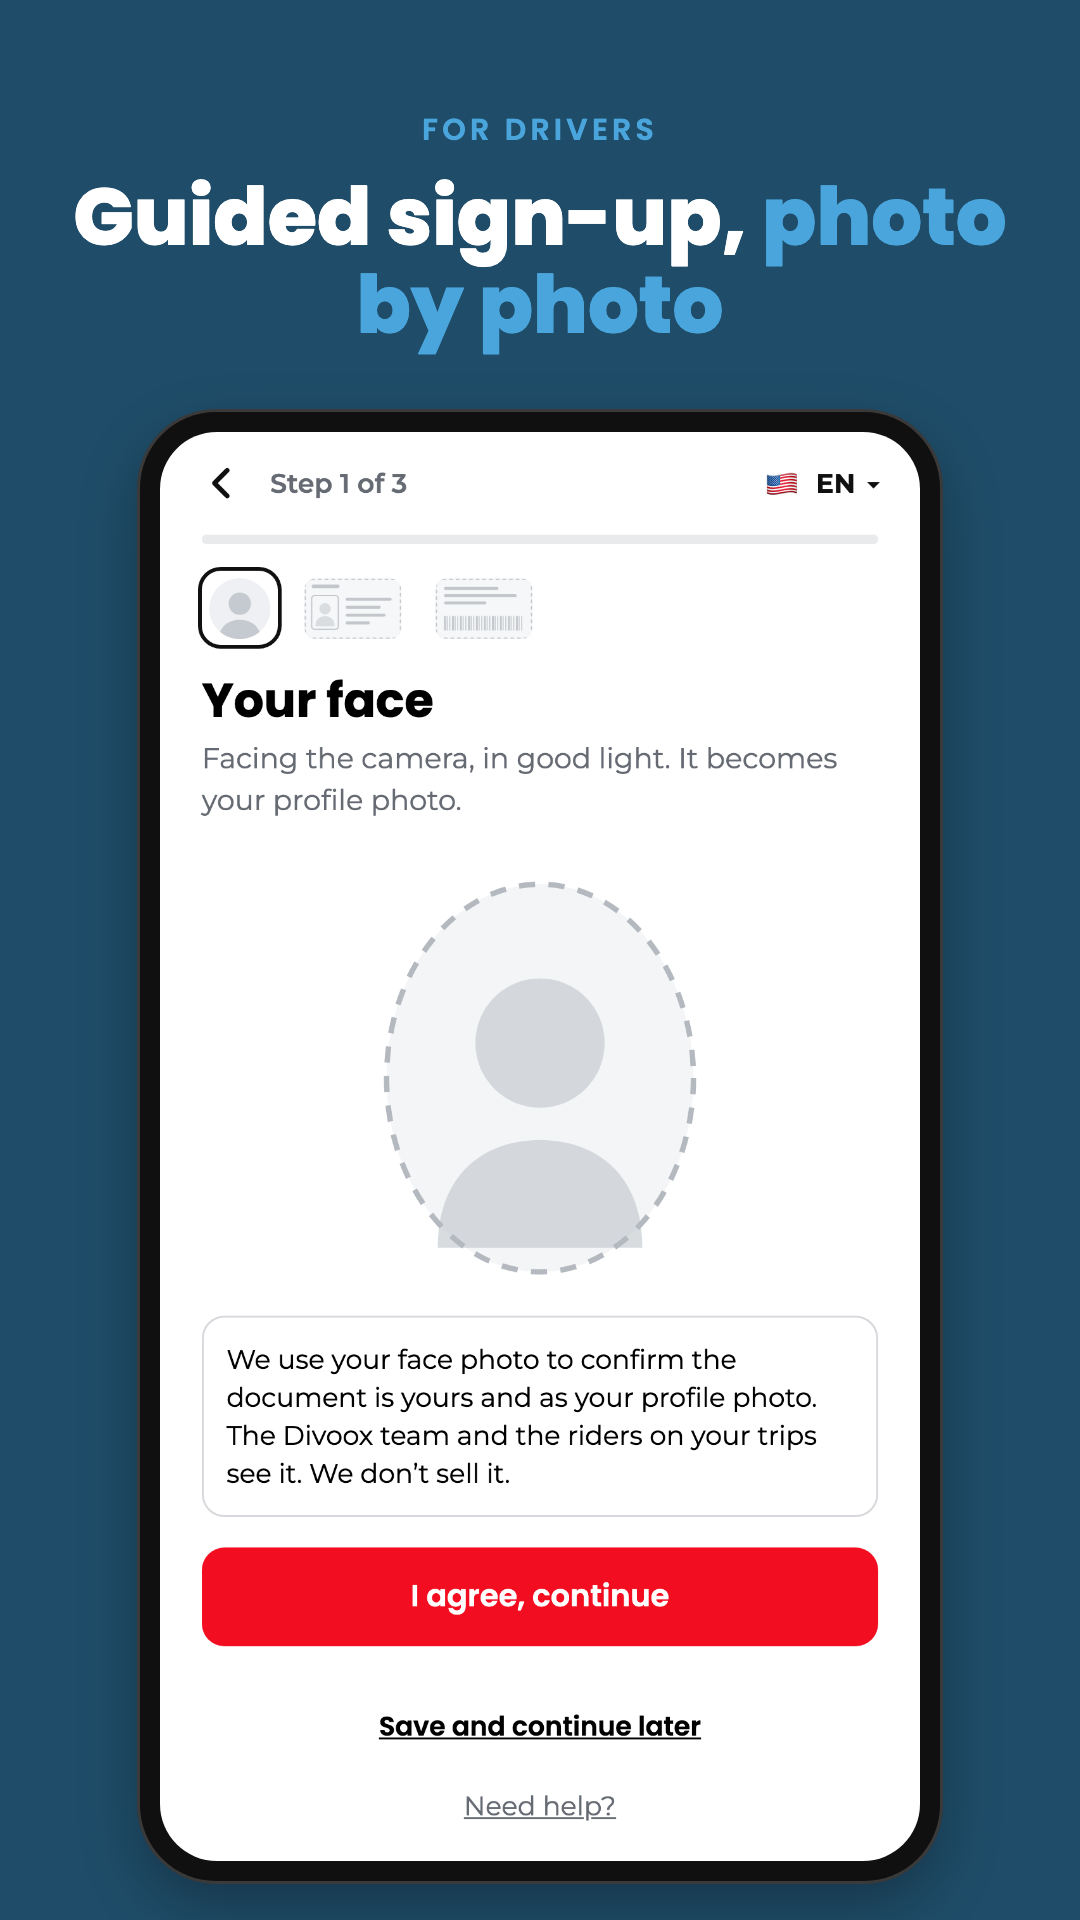 FOR DRIVERS
Guided sign-up, photo
by photo
Step 1 of 3
EN
Your face
Facing the camera, in good light. It becomes
your profile photo.
We use your face photo to confirm the
document is yours and as your profile photo.
The Divoox team and the riders on your trips
see it. We don’t sell it.
I agree, continue
Save and continue later
Need help?